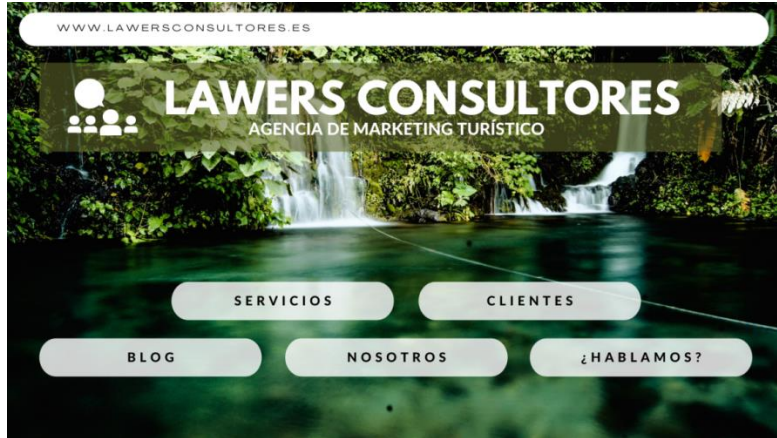 WWW.LAWERSCONSULTORES.ES
LAWERS CONSULTORES
AGENCIA DE MARKETING TURÍSTICO
SERVICIOS
CLIENTES
BLOG
NOSOTROS
¿HABLAMOS?